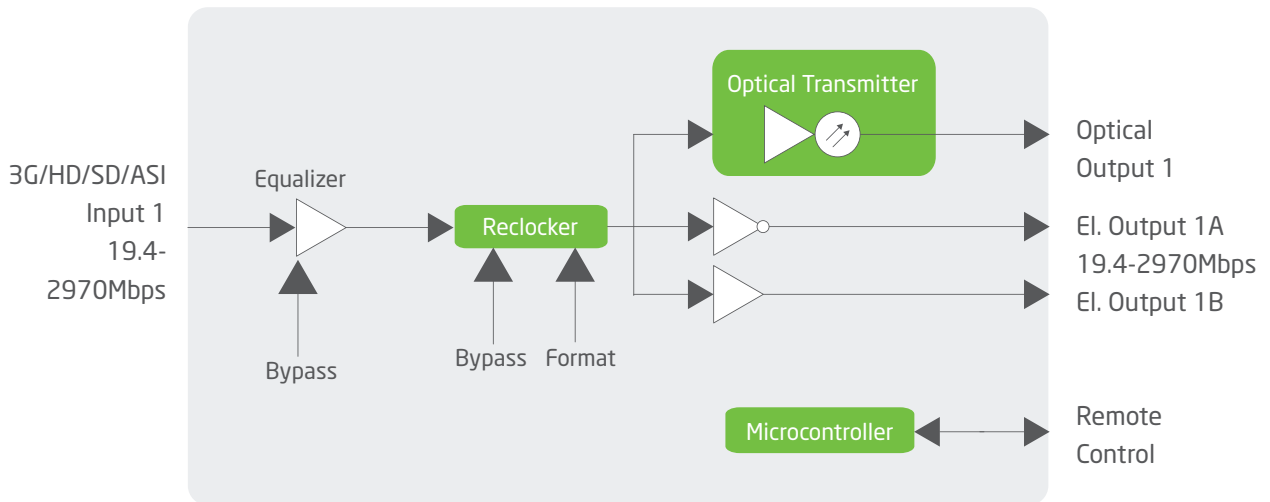 Optical Transmitter
3G/HD/SD/ASI
Input 1
19.4-
2970Mbps
Equalizer
Bypass
Reclocker
Bypass
Format
Optical
Output 1
El. Output 1A
19.4-2970Mbps
El. Output 1B
Microcontroller
Remote
Control